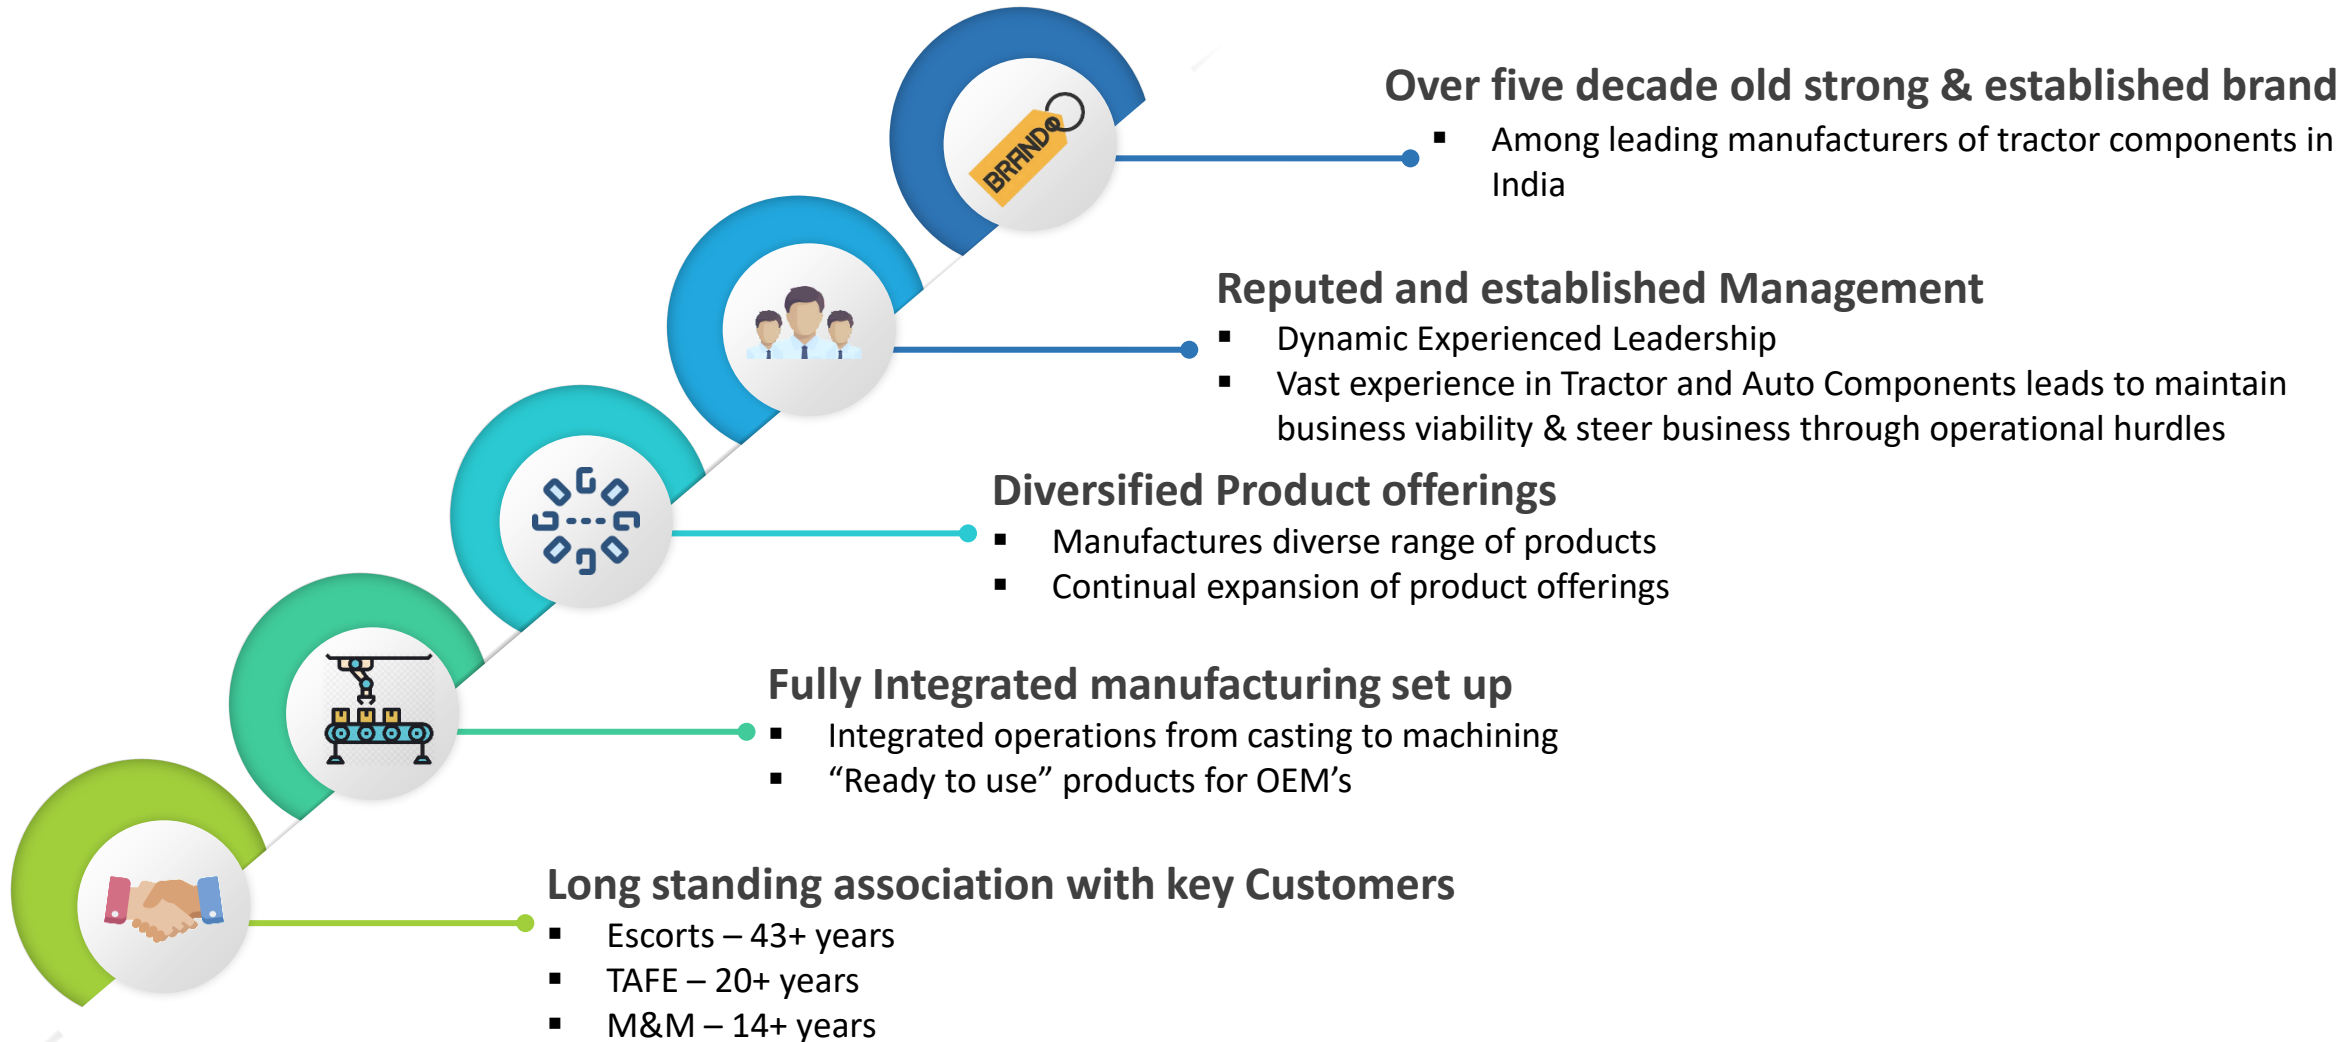 BRAND
Over five decade old strong & established brand
▪ Among leading manufacturers of tractor components in
India
Reputed and established Management
▪ Dynamic Experienced Leadership
▪ Vast experience in Tractor and Auto Components leads to maintain
business viability & steer business through operational hurdles
Diversified Product offerings
▪ Manufactures diverse range of products
▪ Continual expansion of product offerings
Fully Integrated manufacturing set up
▪ Integrated operations from casting to machining
▪ “Ready to use” products for OEM’s
Long standing association with key Customers
▪ Escorts – 43+ years
▪ TAFE – 20+ years
▪ M&M – 14+ years